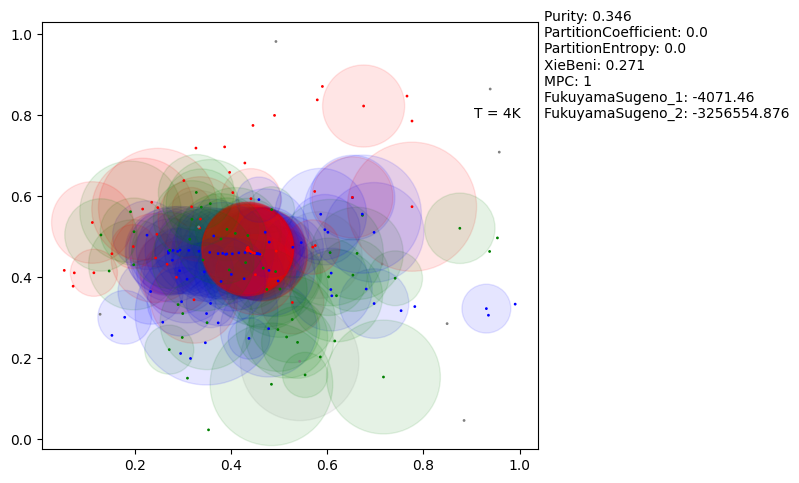 Purity: 0.346
PartitionCoefficient: 0.0
PartitionEntropy: 0.0
XieBeni: 0.271
MPC: 1
FukuyamaSugeno_1: -4071.46
FukuyamaSugeno_2: -3256554.876
T = 4K
1.0
0.8
0.6
0.4
0.2
0.0
0.2 0.4 0.6 0.8 1.0